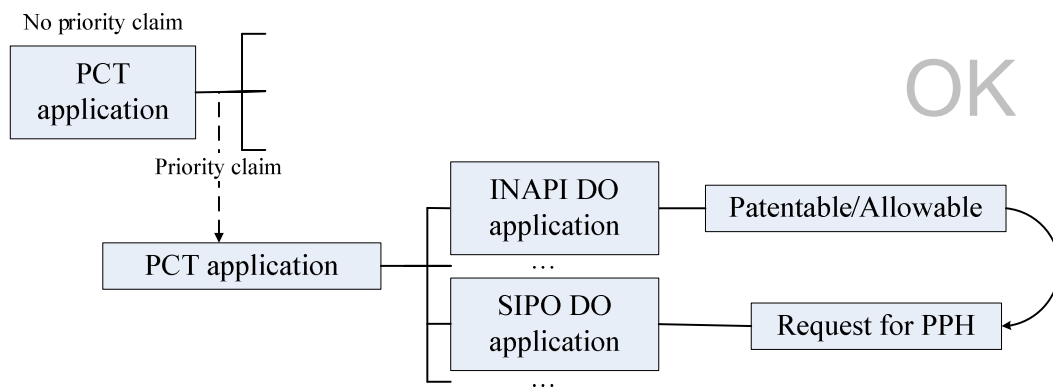 No priority claim
PCT
application
OK
Priority claim
INAPI DO
application
Patentable/Allowable
PCT application
…
SIPO DO
application
Request for PPH
…